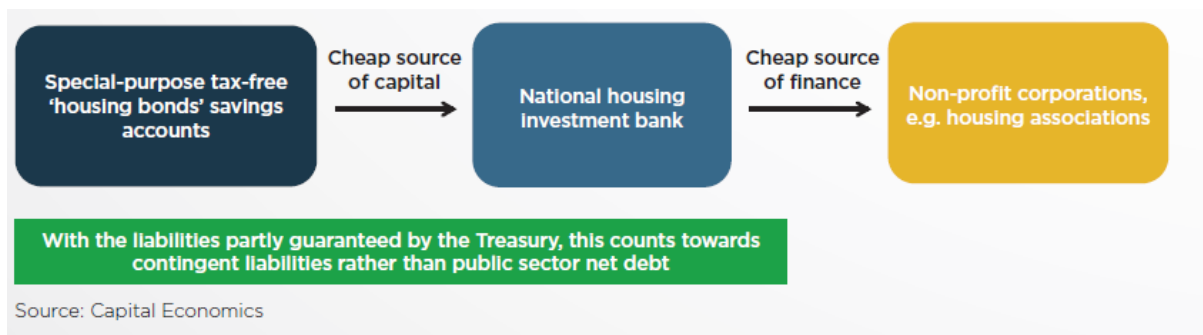 Special-purpose tax-free
‘housing bonds’ savings
accounts
Cheap source
of capital
National housing
investment bank
Cheap source
of finance
Non-profit corporations,
e.g. housing associations
With the liabilities partly guaranteed by the Treasury, this counts towards
contingent liabilities rather than public sector net debt
Source: Capital Economics